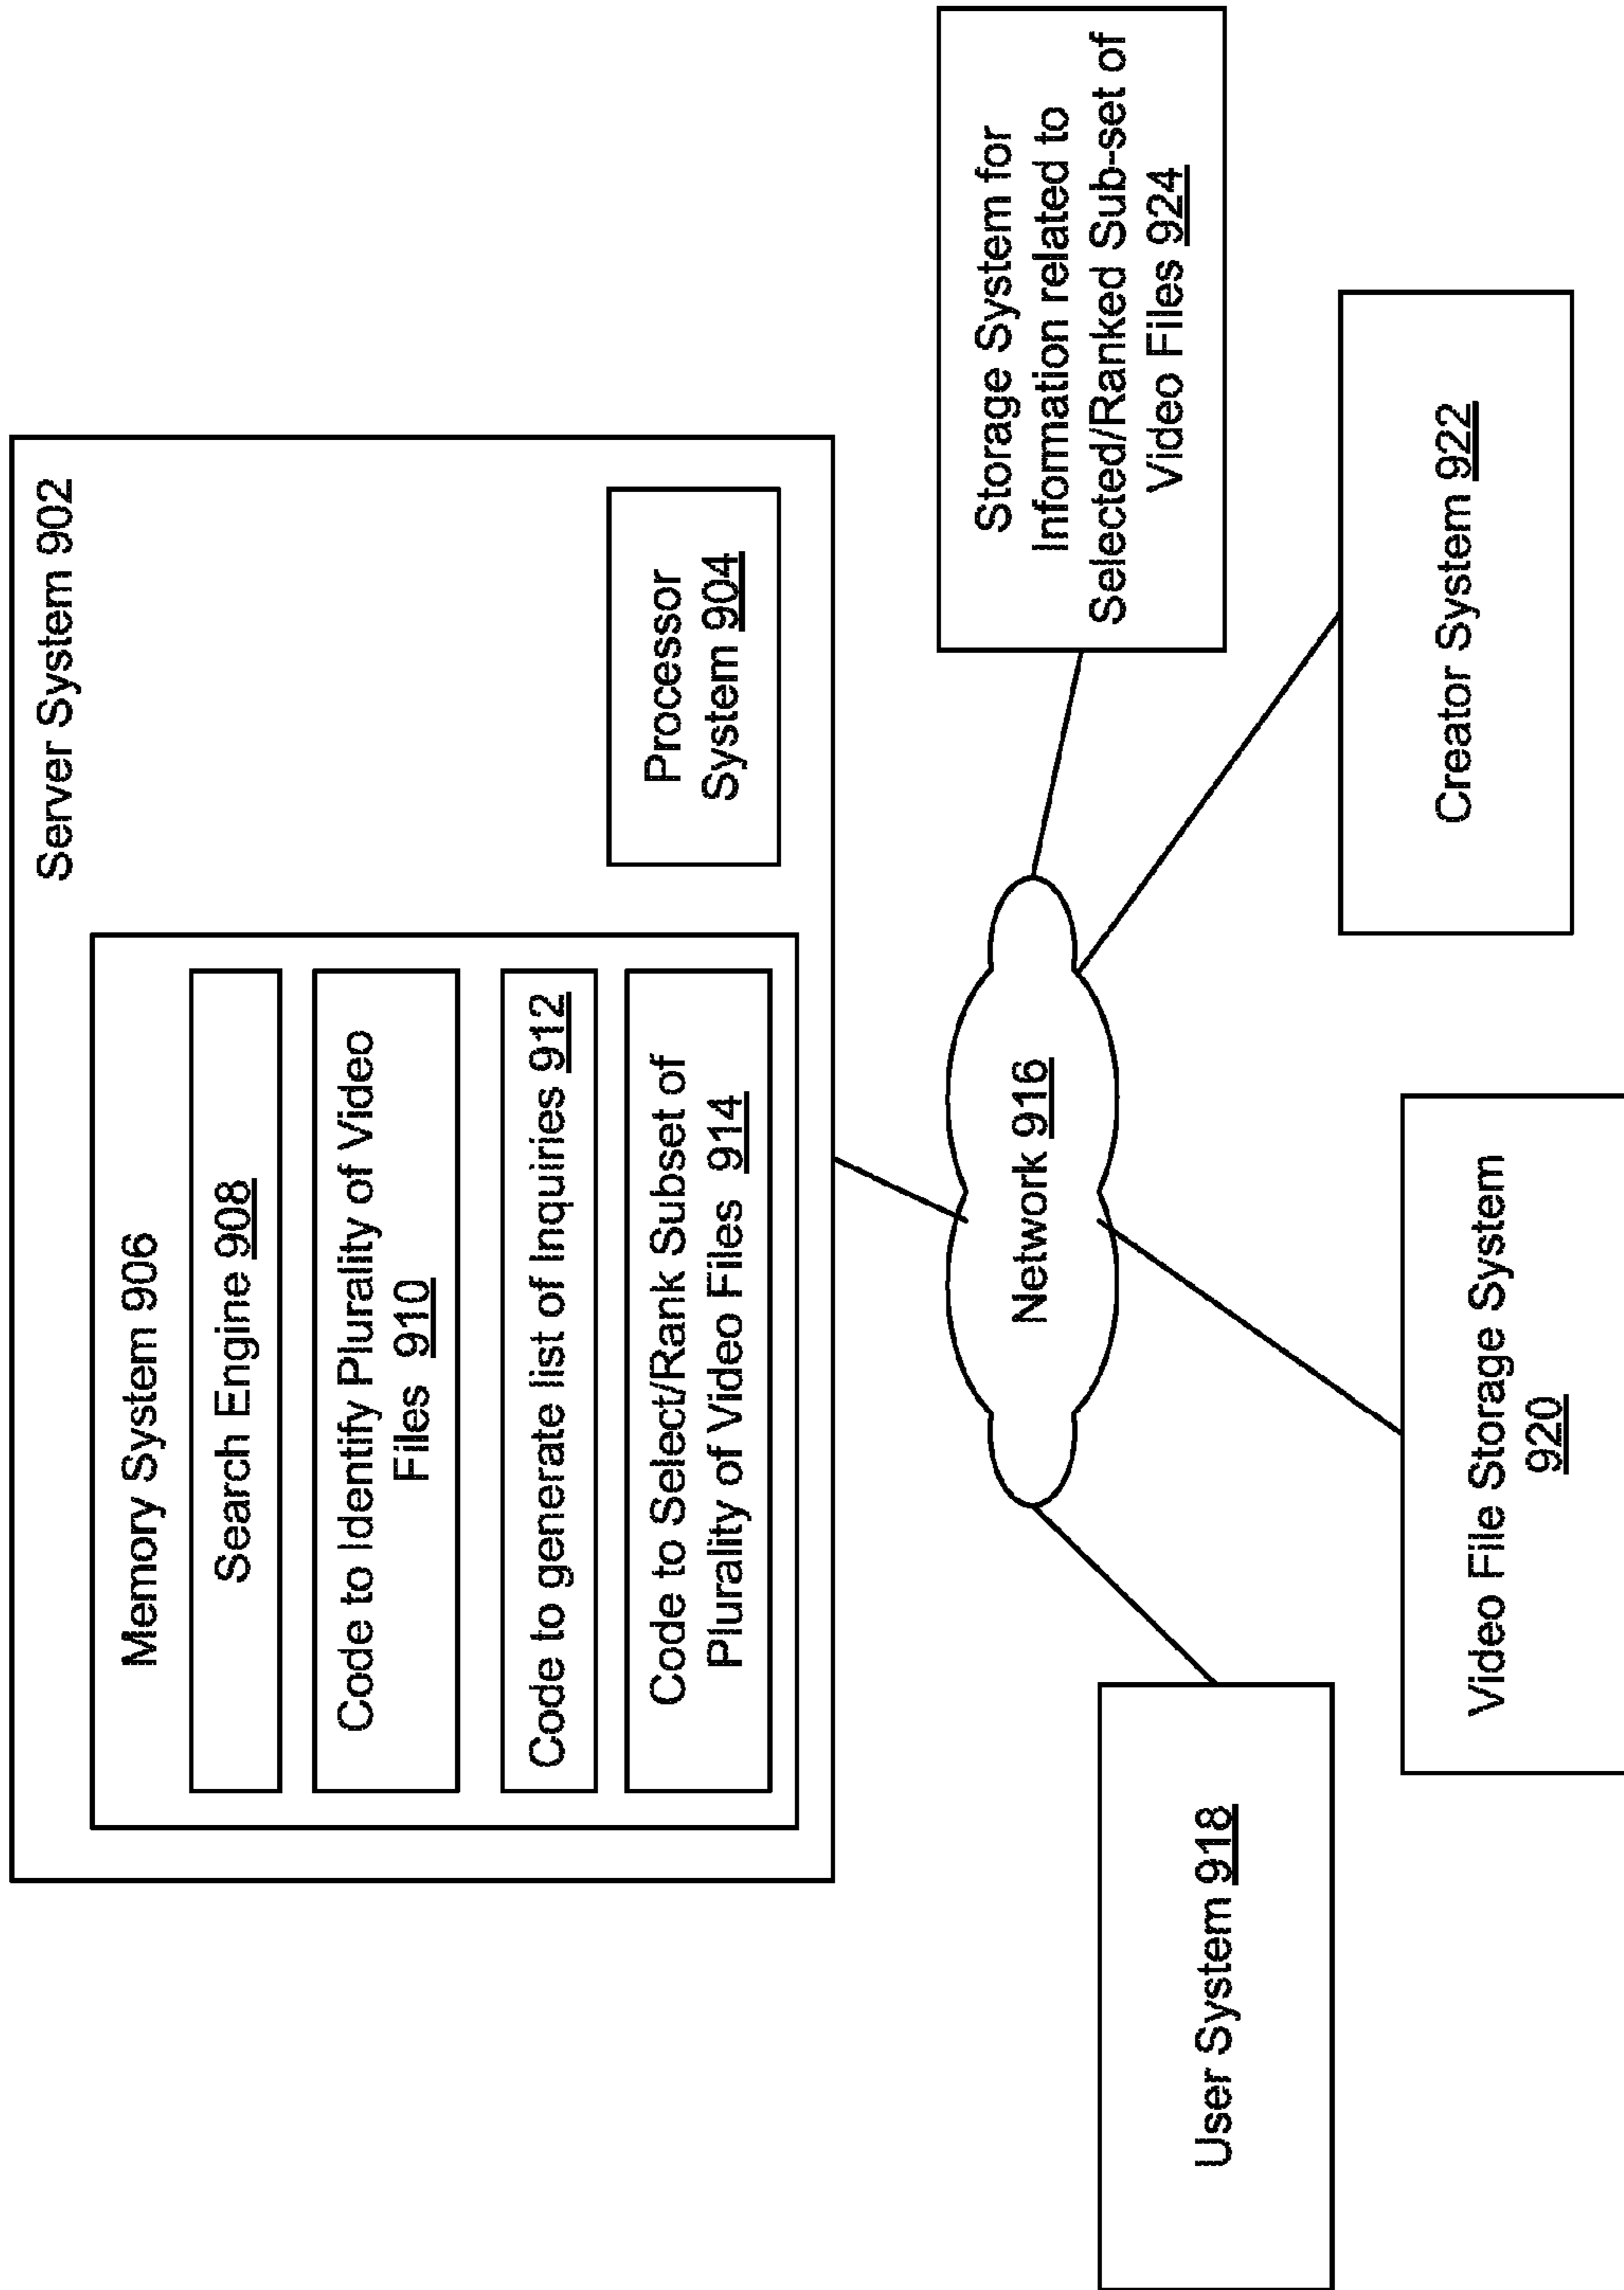 Server System 902
Memory System 906
Search Engine 908
Code to Identify Plurality of Video
Files 910
Code to generate list of Inquiries 912
Code to Select/Rank Subset of
Plurality of Video Files 914
Processor
System 904
Network 916
User System 918
Video File Storage System
920
Creator System 922
Storage System for
Information related to
Selected/Ranked Sub-set of
Video Files 924